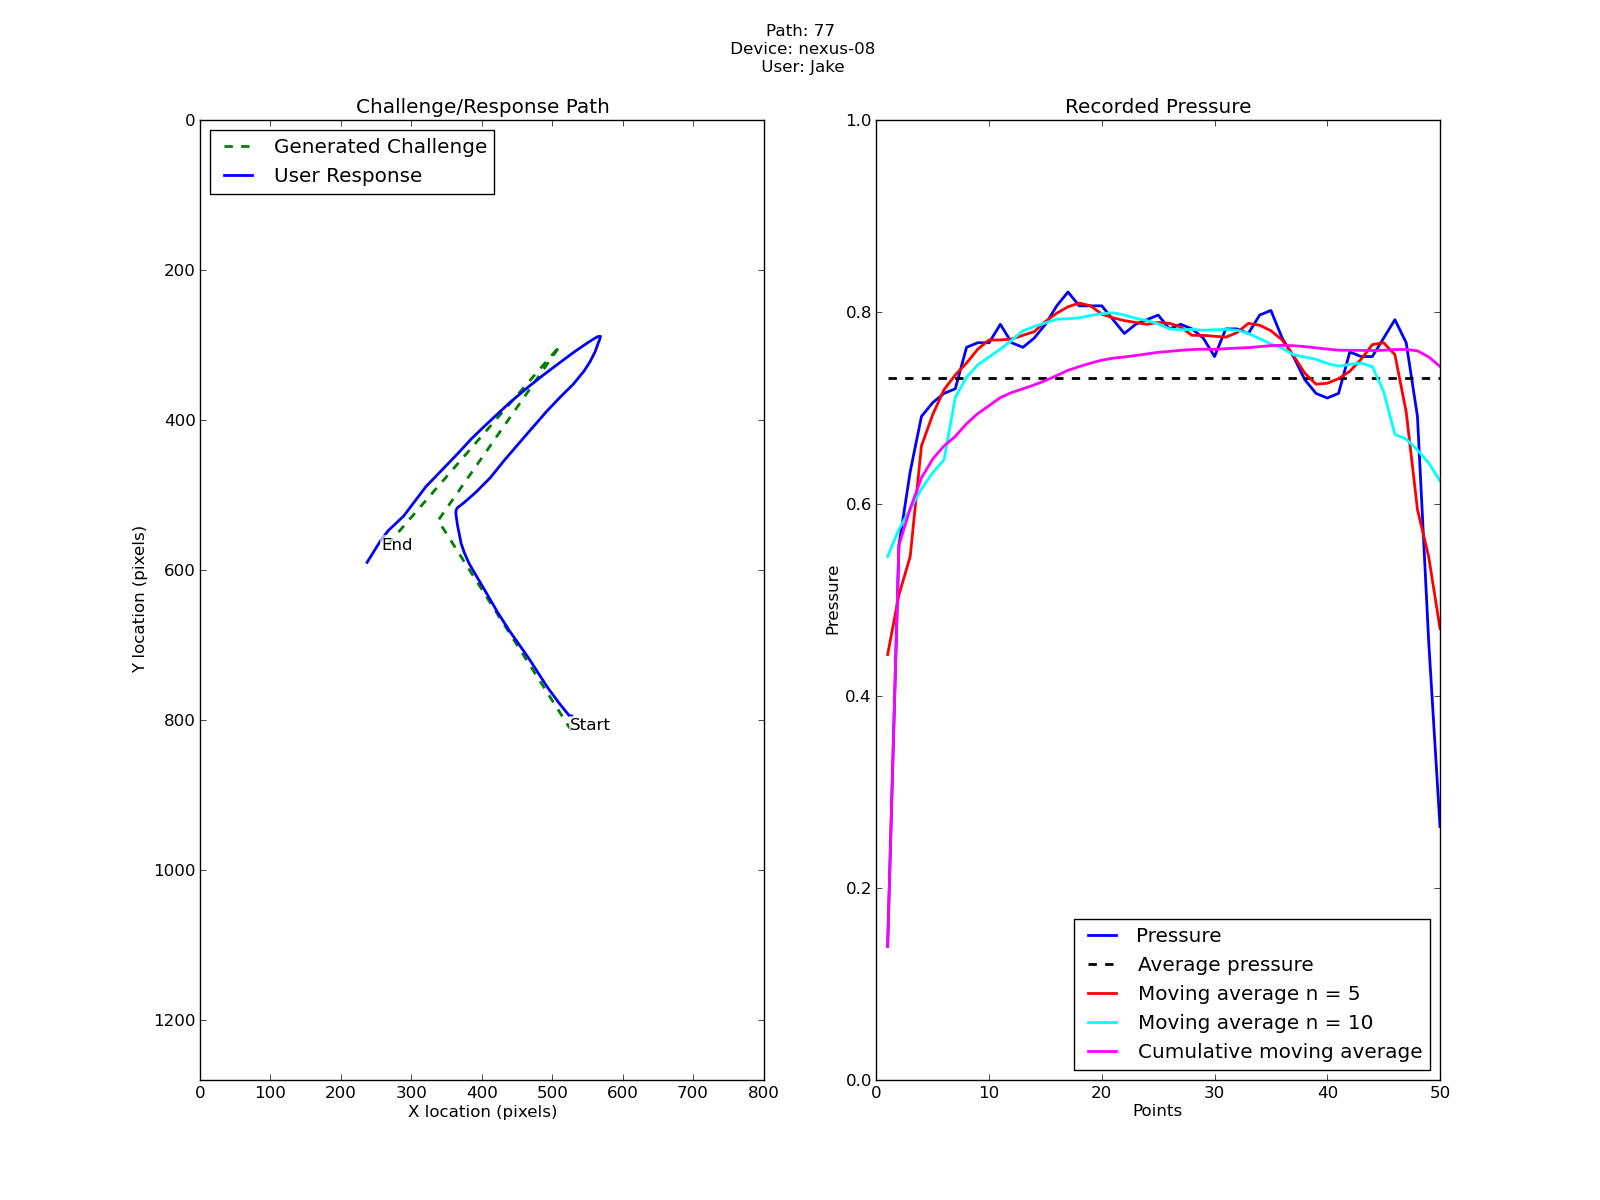 Path: 77
Device: nexus-08
User: Jake
Challenge/Response Path
Generated Challenge
User Response
0
200
400
600
800
1000
1200
Y location (pixels)
End
Start
0 100 200 300 400 500 600 700 800
X location (pixels)
Recorded Pressure
1.0
0.8
0.6
0.4
0.2
0.0
Pressure
Pressure
Average pressure
Moving average n = 5
Moving average n = 10
Cumulative moving average
0 10 20 30 40 50
Points